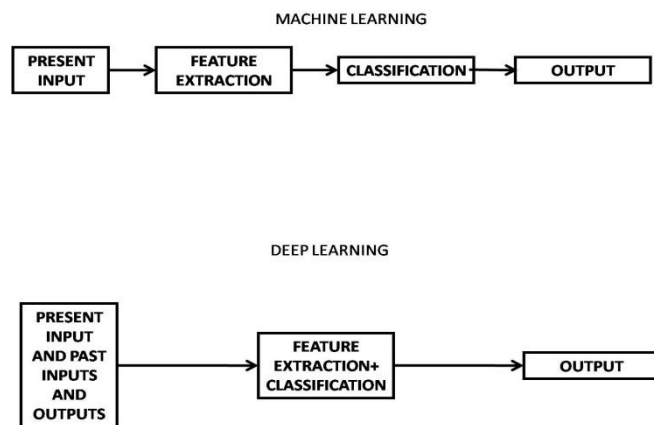 MACHINE LEARNING
PRESENT
INPUT
FEATURE
EXTRACTION
CLASSIFICATION
OUTPUT
DEEP LEARNING
PRESENT
INPUT
AND PAST
INPUTS
AND
OUTPUTS
FEATURE
EXTRACTION+
CLASSIFICATION
OUTPUT